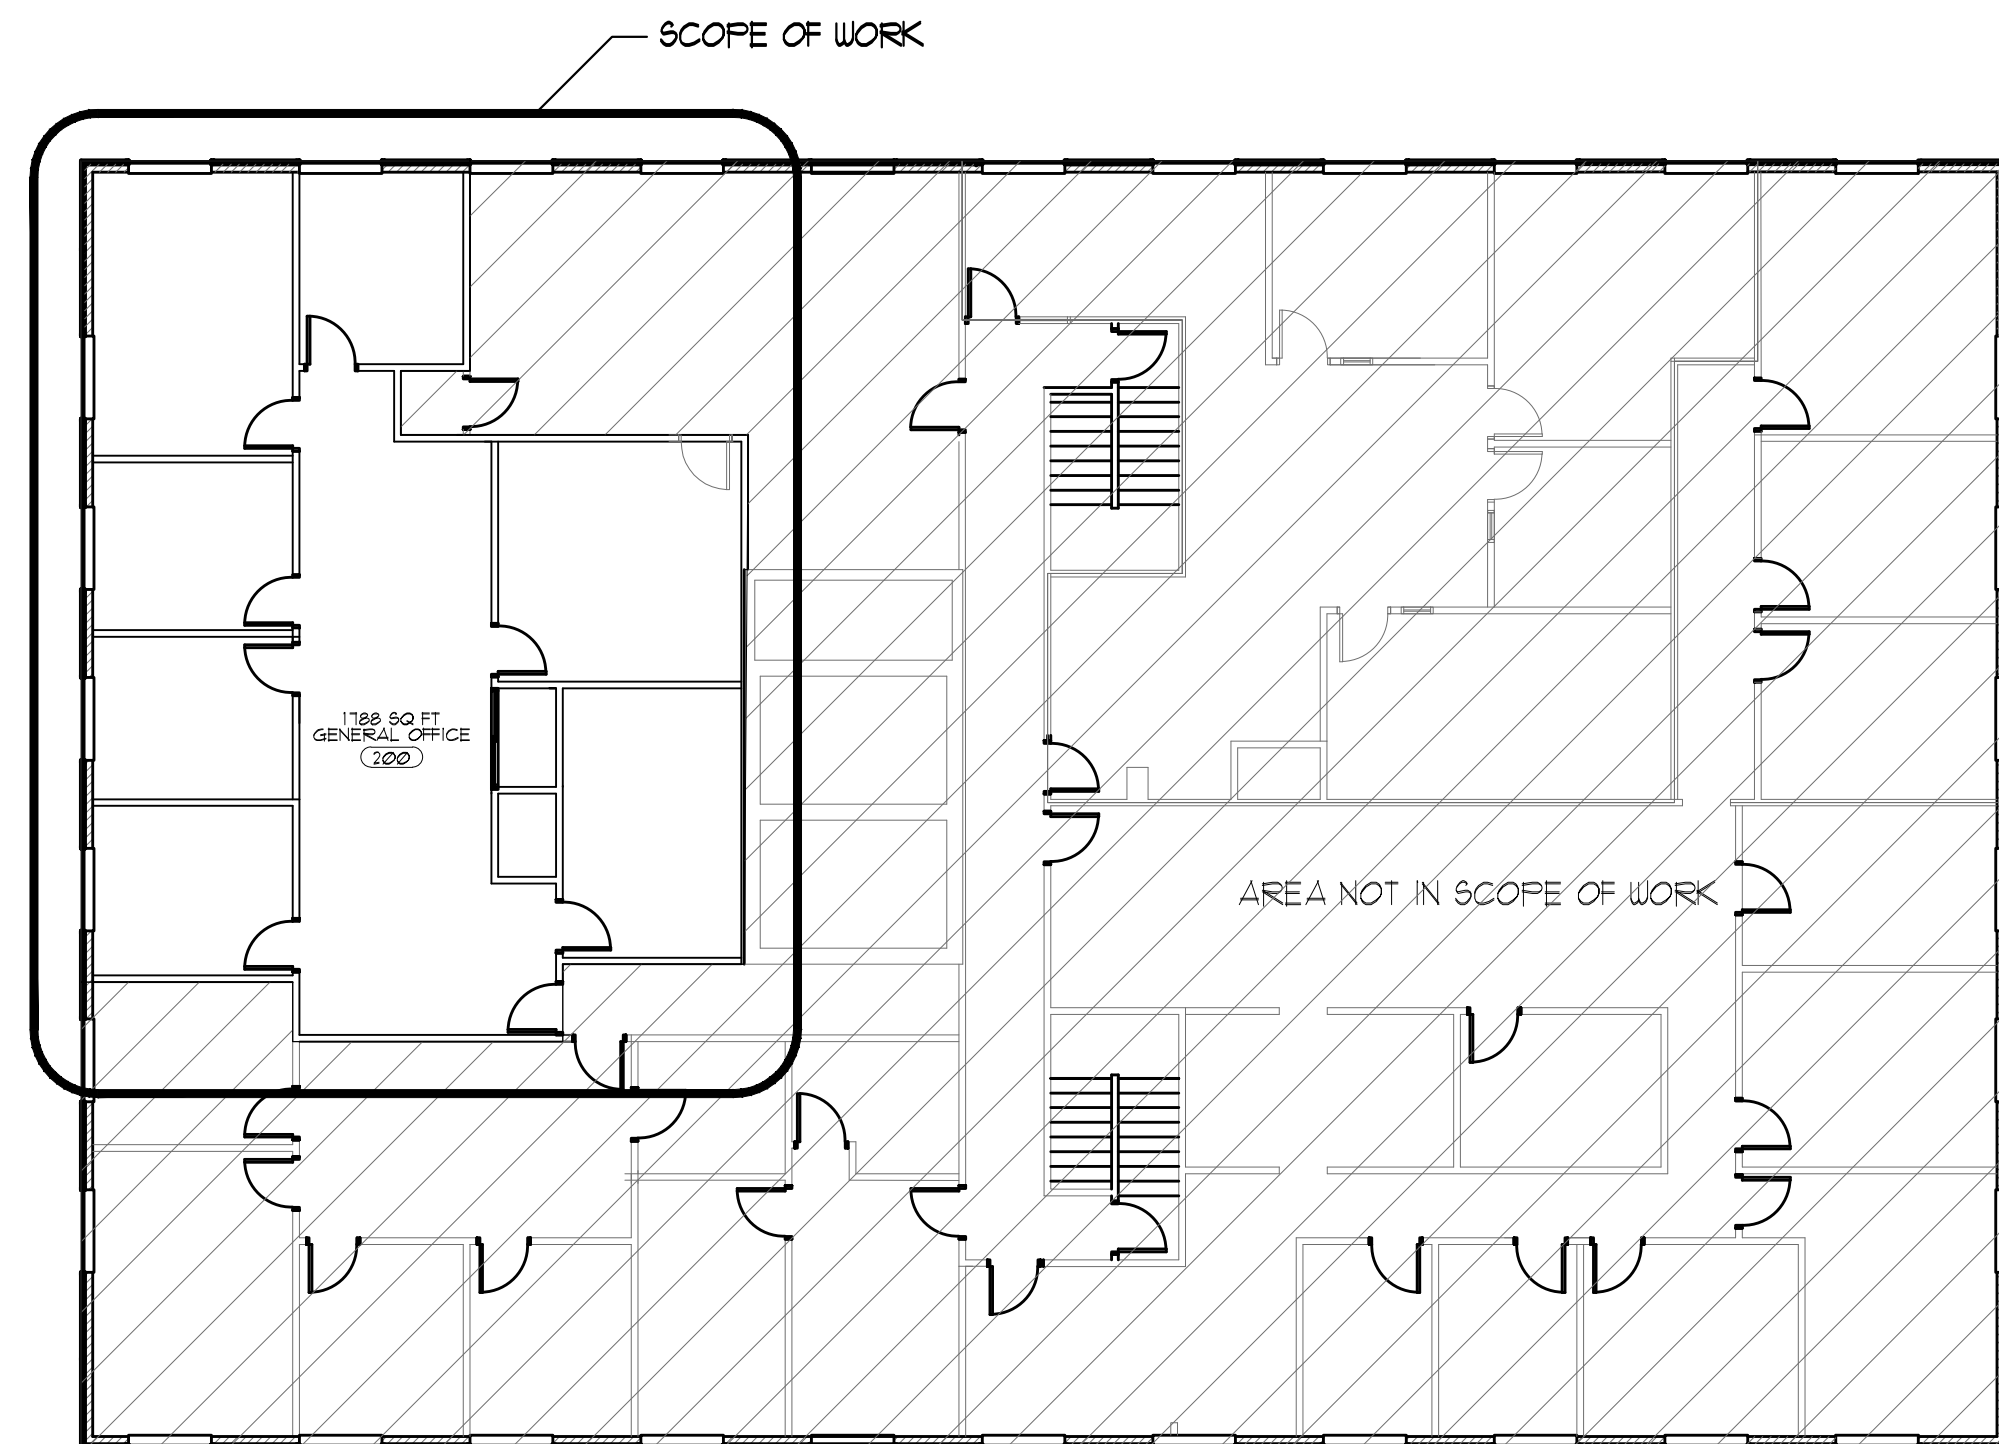 SCOPE OF WORK
1788 SQ FT
GENERAL OFFICE
200
AREA NOT IN SCOPE OF WORK